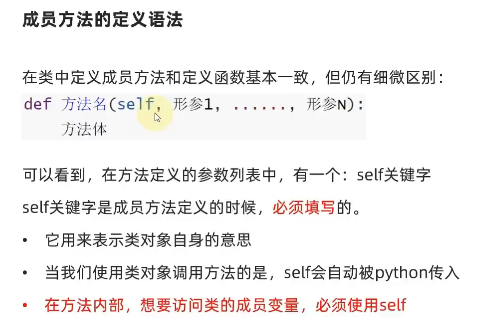 成员方法的定义语法
在类中定义成员方法和定义函数基本一致，但仍有细微区别：
def 方法名(self, 形参1, ......, 形参N):
方法体
可以看到，在方法定义的参数列表中，有一个：self关键字
self关键字是成员方法定义的时候，必须填写的。
• 它用来表示类对象自身的意思
• 当我们使用类对象调用方法的是，self会自动被python传入
• 在方法内部，想要访问类的成员变量，必须使用self